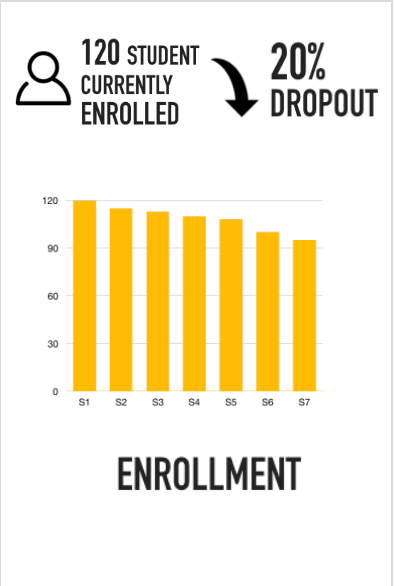 120 STUDENT
CURRENTLY
ENROLLED
20%
DROPOUT
120
90
60
30
0
S1 S2 S3 S4 S5 S6 S7
ENROLLMENT